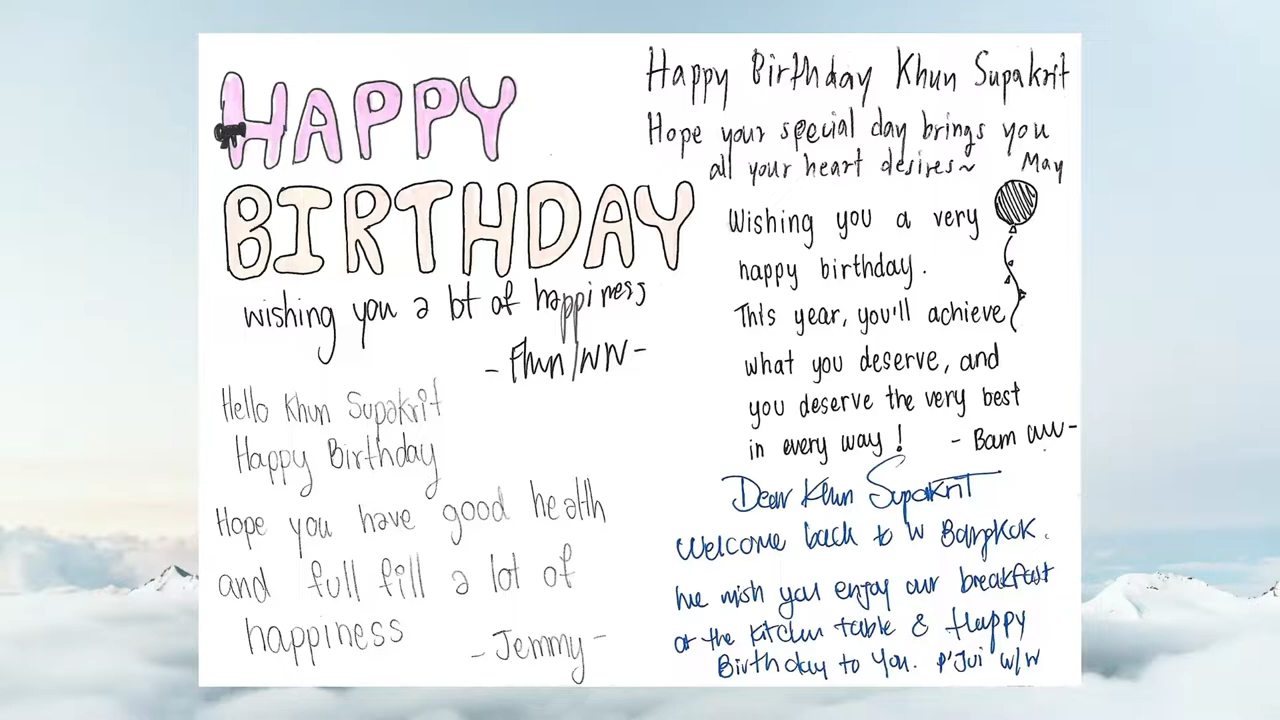 HAPPY
BIRTHDAY
wishing you a lot of happiness
Hello Khun Supakrit
Happy Birthday
Hope you have good health
and full fill a lot of
happiness
-Jemmy-
Happy Birthday Khun Supakrit
Hope your special day brings you
all your heart desires~
May
Wishing you a very
happy birthday.
This year, you'll achieve
what you deserve, and
you deserve the very best
in every way!
- Bam
Dear Khun Supakrit
Welcome back to W Bangkok.
We wish you enjoy our breakfast
at the Kitchen table & Happy
Birthday to You. P'Jui W/W